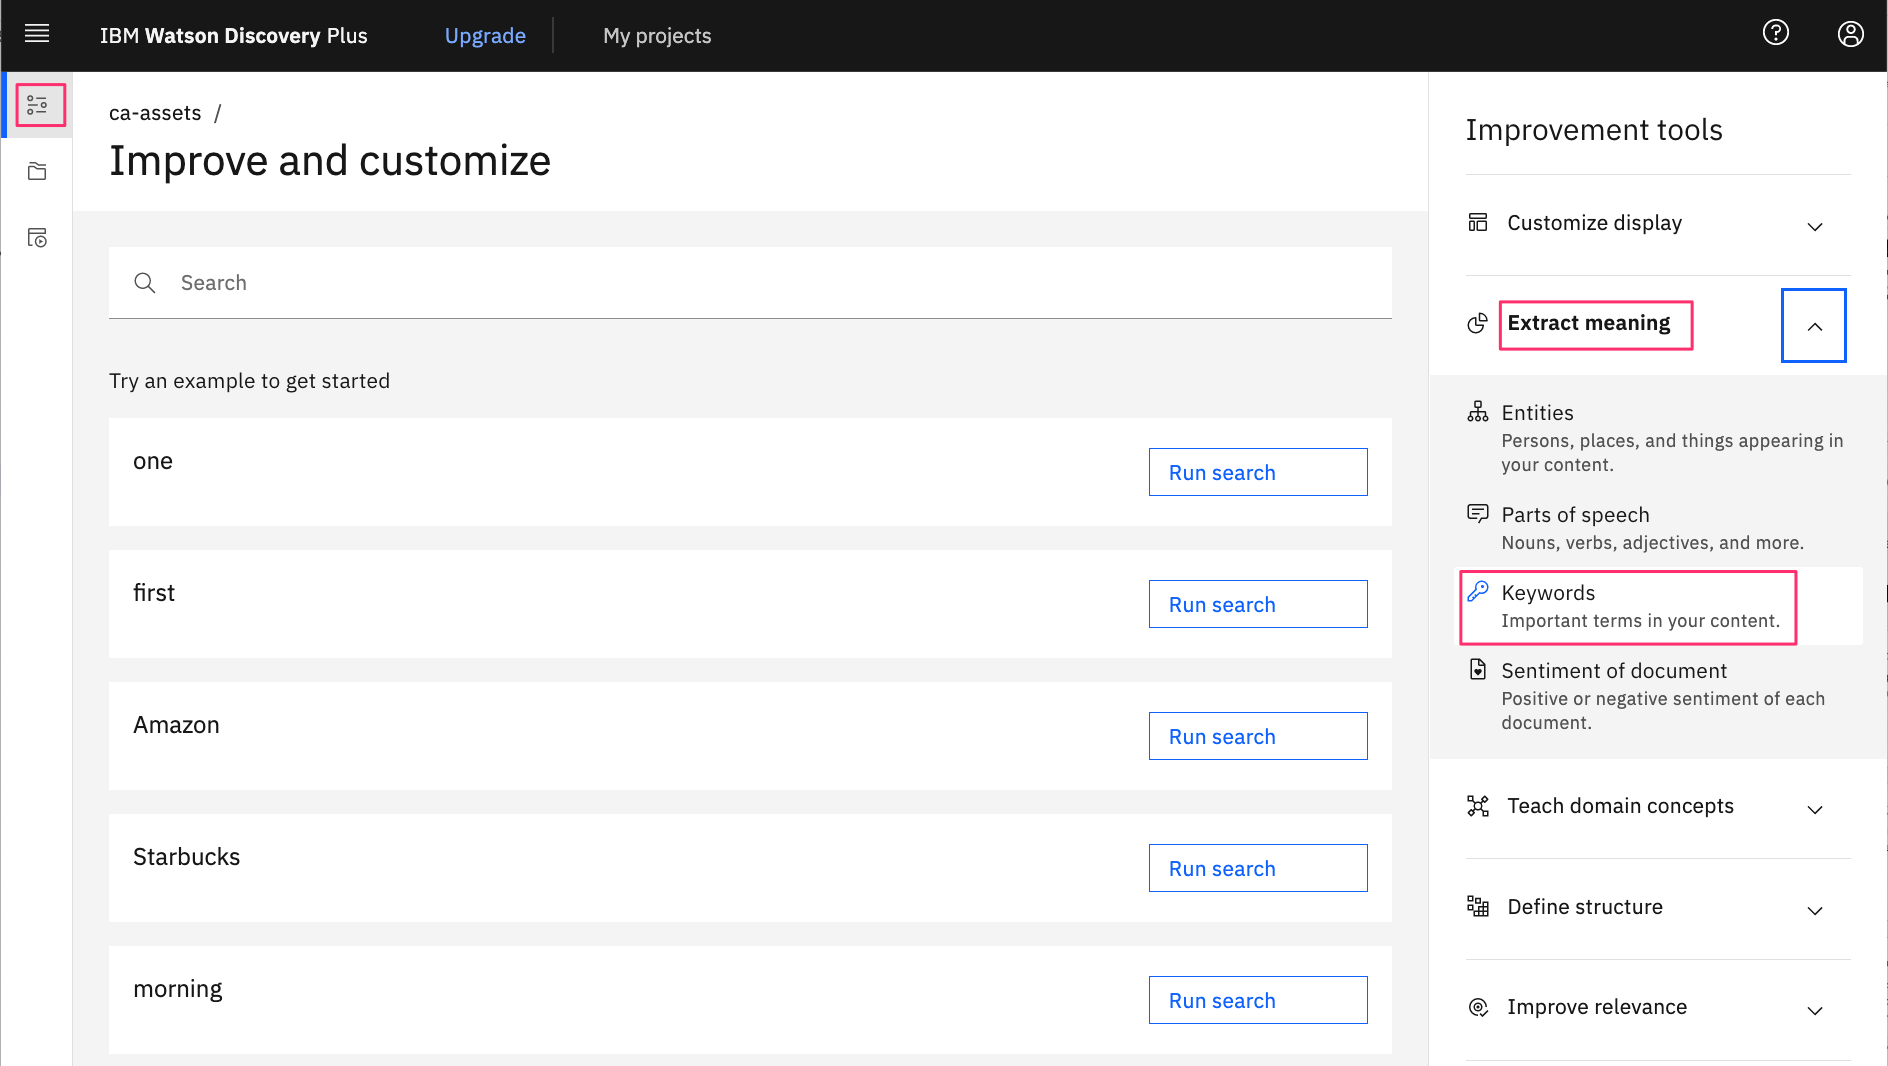 IBM Watson Discovery Plus
Upgrade
My projects
ca-assets /
Improve and customize
Search
Try an example to get started
one
Run search
first
Run search
Amazon
Run search
Starbucks
Run search
morning
Run search
Improvement tools
Customize display
Extract meaning
Entities
Persons, places, and things appearing in
your content.
Parts of speech
Nouns, verbs, adjectives, and more.
Keywords
Important terms in your content.
Sentiment of document
Positive or negative sentiment of each
document.
Teach domain concepts
Define structure
Improve relevance